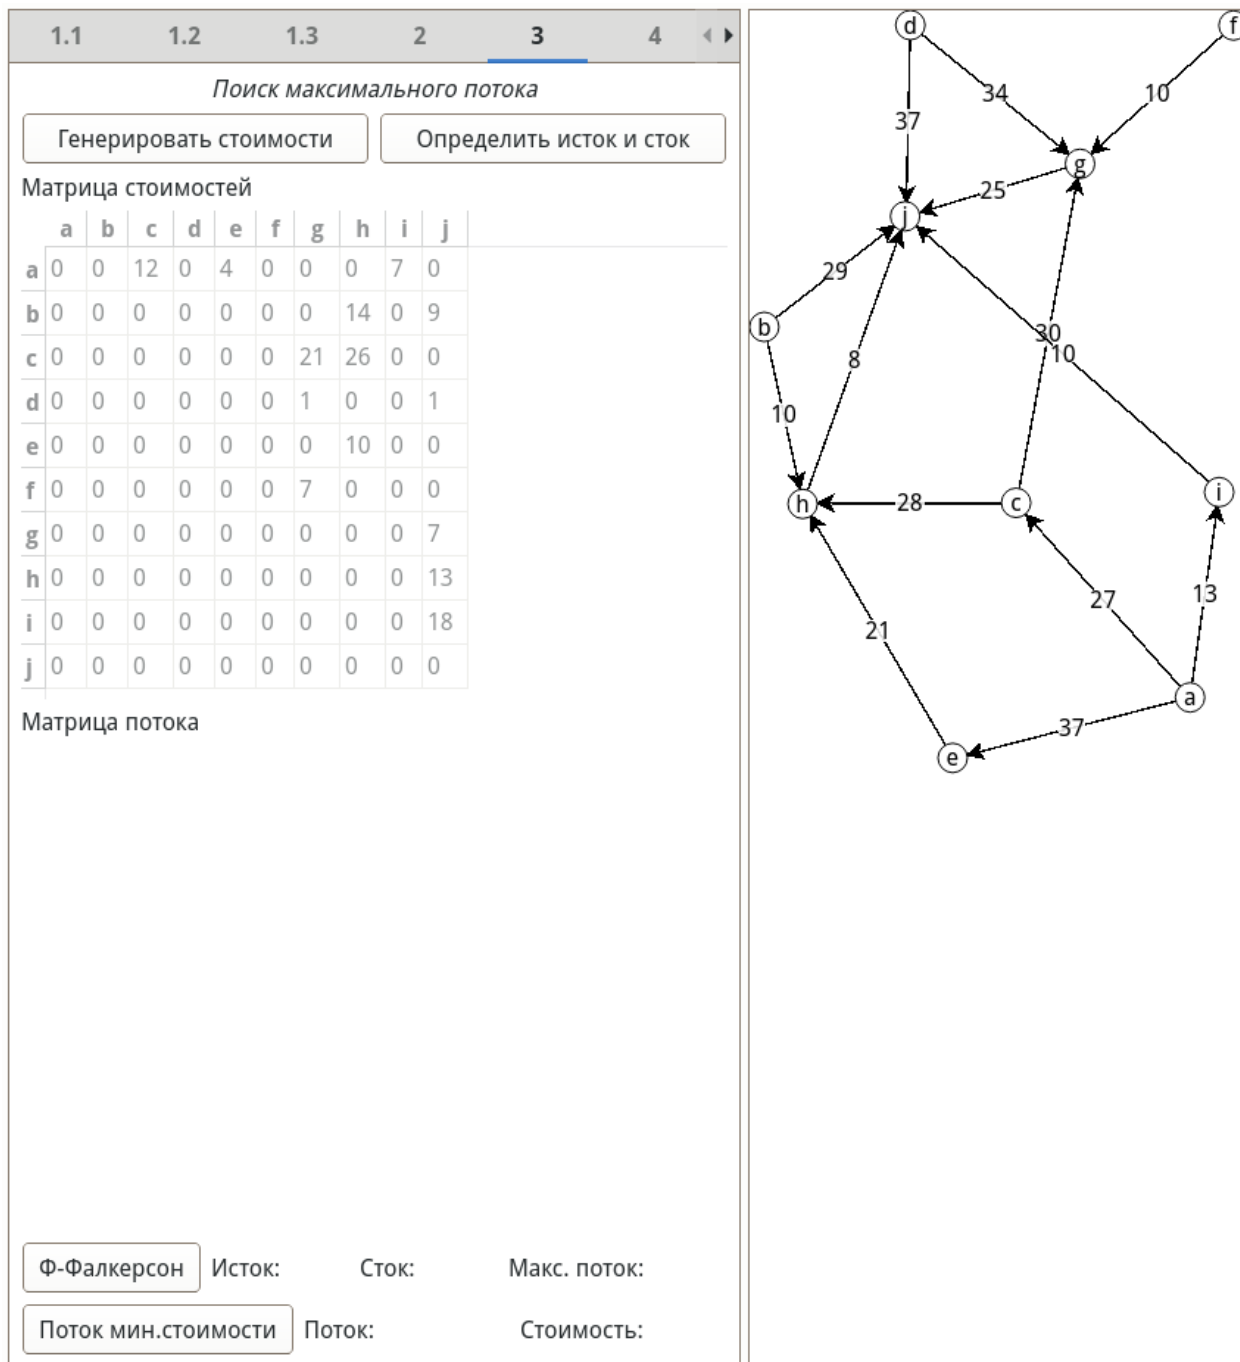 1.1 1.2 1.3 2 3 4
Поиск максимального потока
Генерировать стоимости Определить исток и сток
Матрица стоимостей
a b c d e f g h i j
a 0 0 12 0 4 0 0 0 7 0
b 0 0 0 0 0 0 0 14 0 9
c 0 0 0 0 0 0 21 26 0 0
d 0 0 0 0 0 0 1 0 0 1
e 0 0 0 0 0 0 0 10 0 0
f 0 0 0 0 0 0 7 0 0 0
g 0 0 0 0 0 0 0 0 0 7
h 0 0 0 0 0 0 0 0 0 13
i 0 0 0 0 0 0 0 0 0 18
j 0 0 0 0 0 0 0 0 0 0
Матрица потока
Ф-Фалкерсон Исток: Сток: Макс. поток:
Поток мин.стоимости Поток: Стоимость:
d f
34 10
37
g
25
j
29
b
30
10
8
10
i
h 28 c
13
27
21
a
37
e